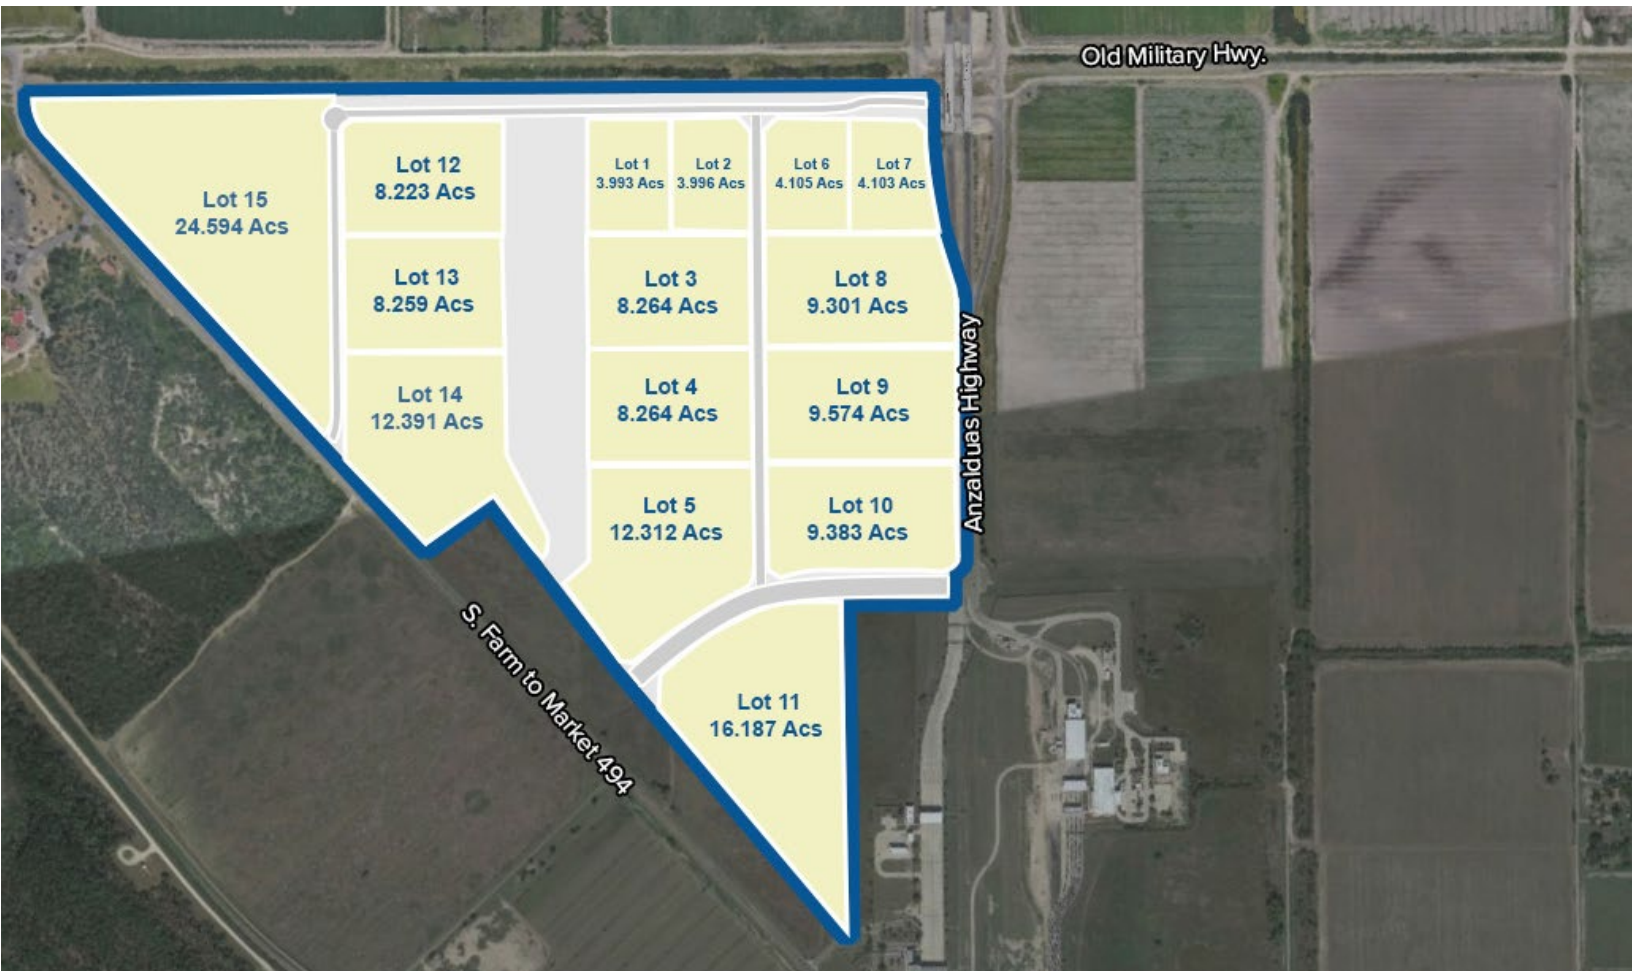 Old Military Hwy.
Lot 12
8.223 Acs
Lot 1
3.993 Acs
Lot 2
3.996 Acs
Lot 6
4.105 Acs
Lot 7
4.103 Acs
Lot 15
24.594 Acs
Lot 13
8.259 Acs
Lot 3
8.264 Acs
Lot 8
9.301 Acs
Lot 14
12.391 Acs
Lot 4
8.264 Acs
Lot 9
9.574 Acs
Anzalduas Highway
Lot 5
12.312 Acs
Lot 10
9.383 Acs
S. Farm to Market 494
Lot 11
16.187 Acs